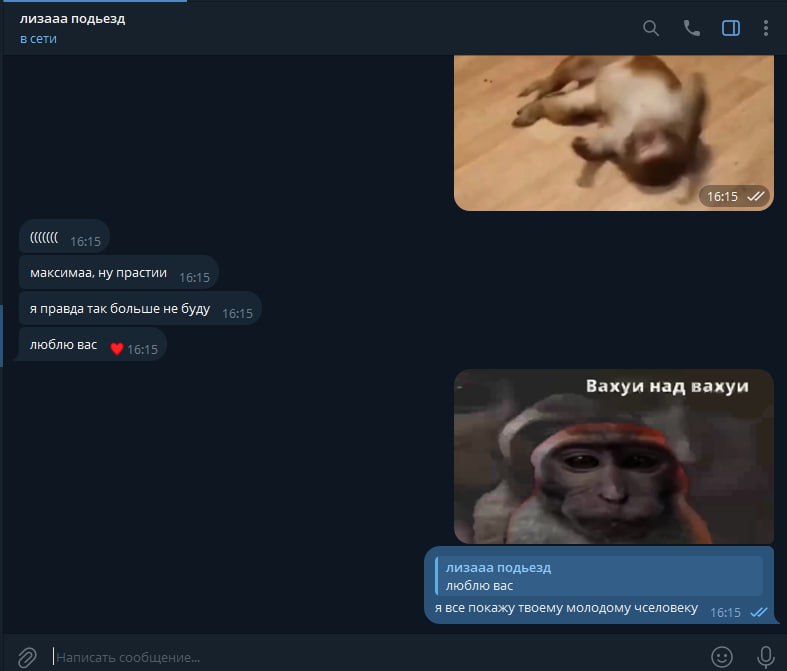 лизааа подьезд
в сети
16:15
((((((( 16:15
максимаа, ну прастии 16:15
я правда так больше не буду 16:15
люблю вас ❤ 16:15
Вахуи над вахуи
лизааа подьезд
люблю вас
я все покажу твоему молодому чселовеку 16:15
Написать сообщение...